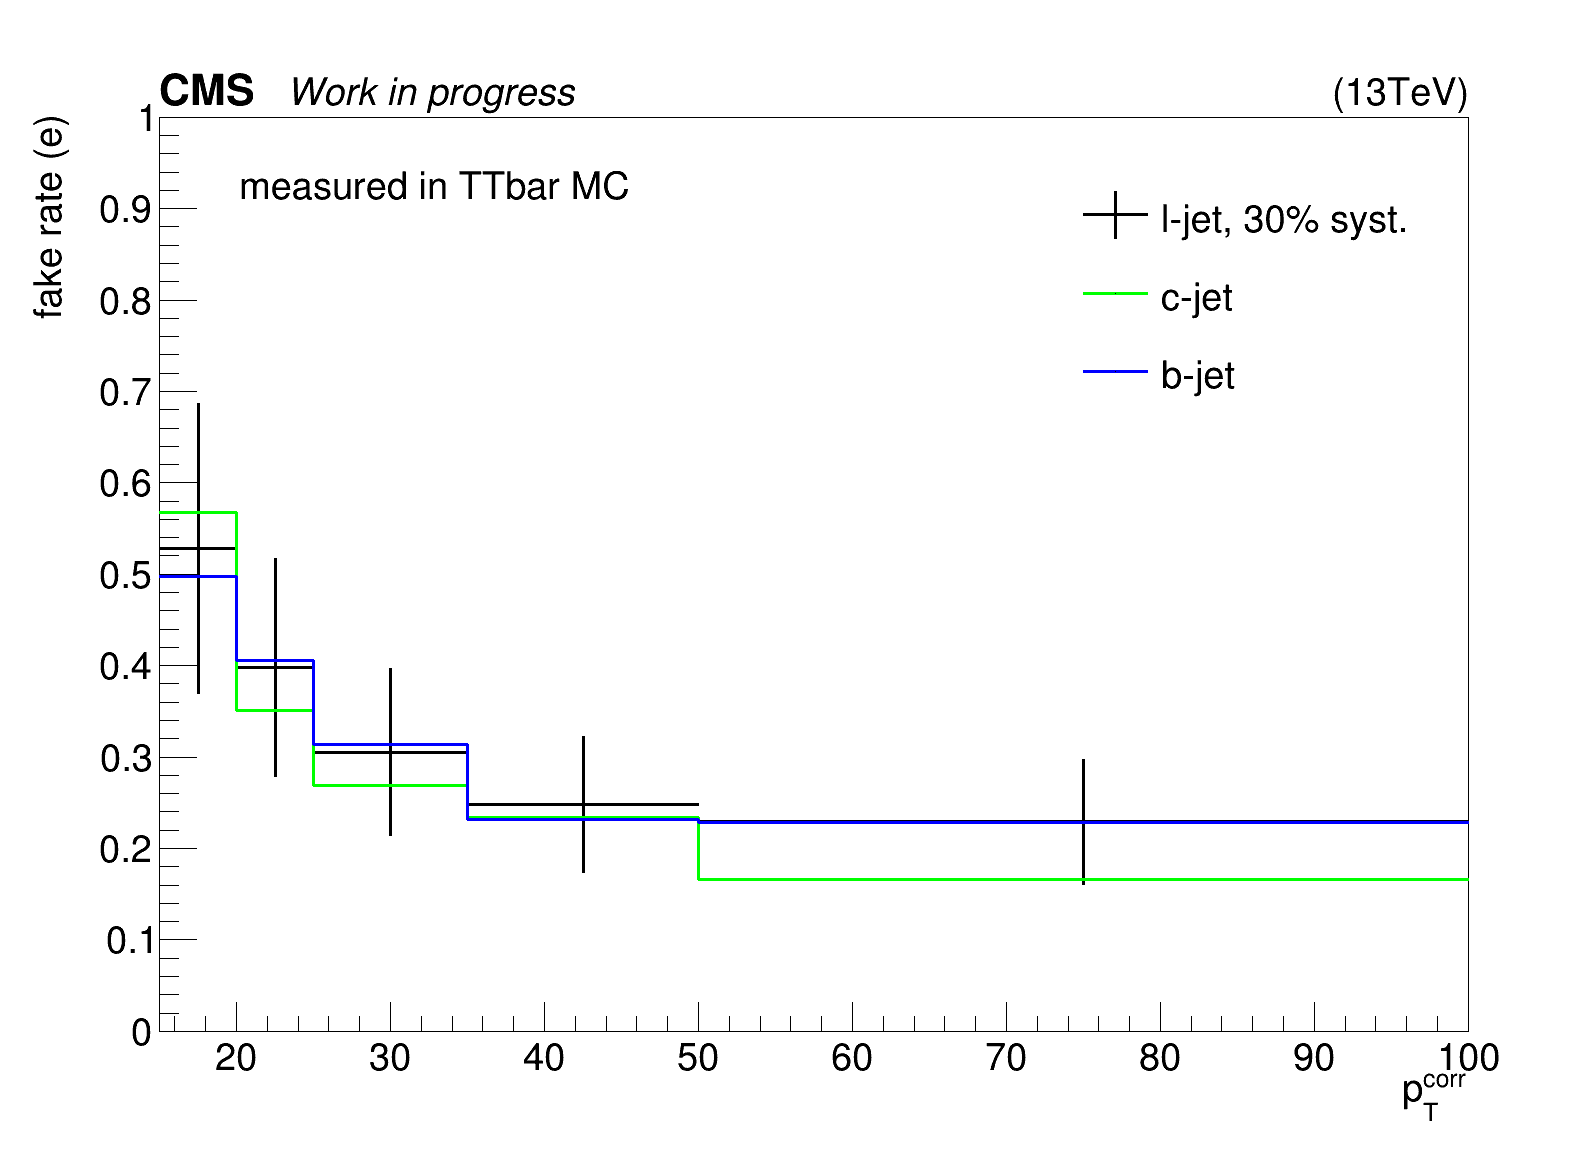 CMS Work in progress (13TeV)
fake rate (e)
measured in TTbar MC
l-jet, 30% syst.
c-jet
b-jet
1
0.9
0.8
0.7
0.6
0.5
0.4
0.3
0.2
0.1
0
20 30 40 50 60 70 80 90 100
p_T^corr